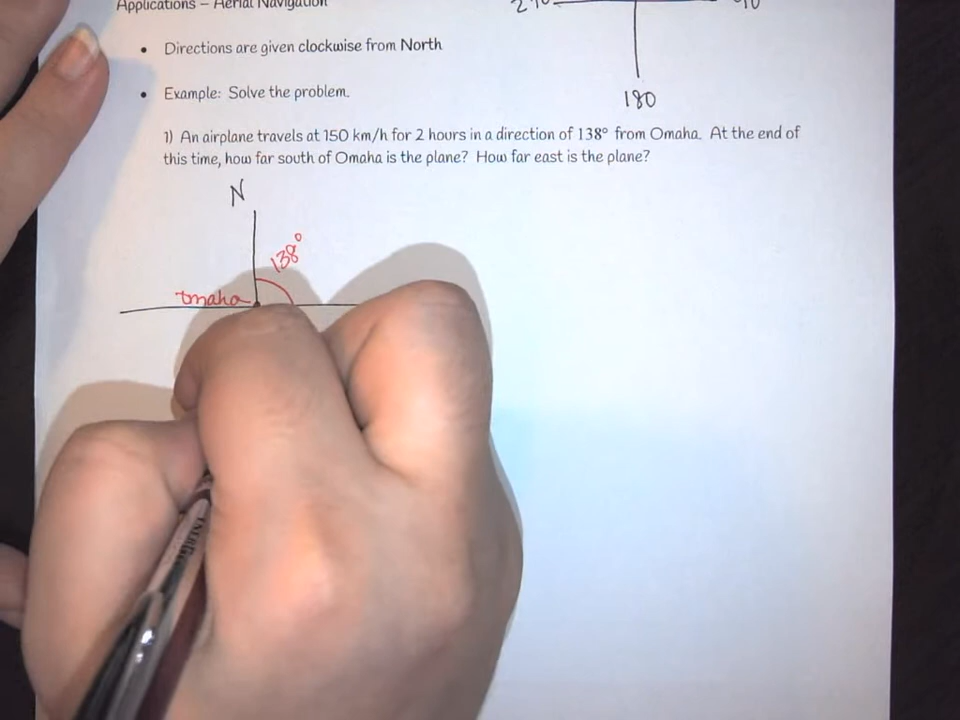 Applications – Aerial Navigation
• Directions are given clockwise from North
• Example: Solve the problem.
180
1) An airplane travels at 150 km/h for 2 hours in a direction of 138° from Omaha. At the end of
this time, how far south of Omaha is the plane? How far east is the plane?
N
138°
Omaha